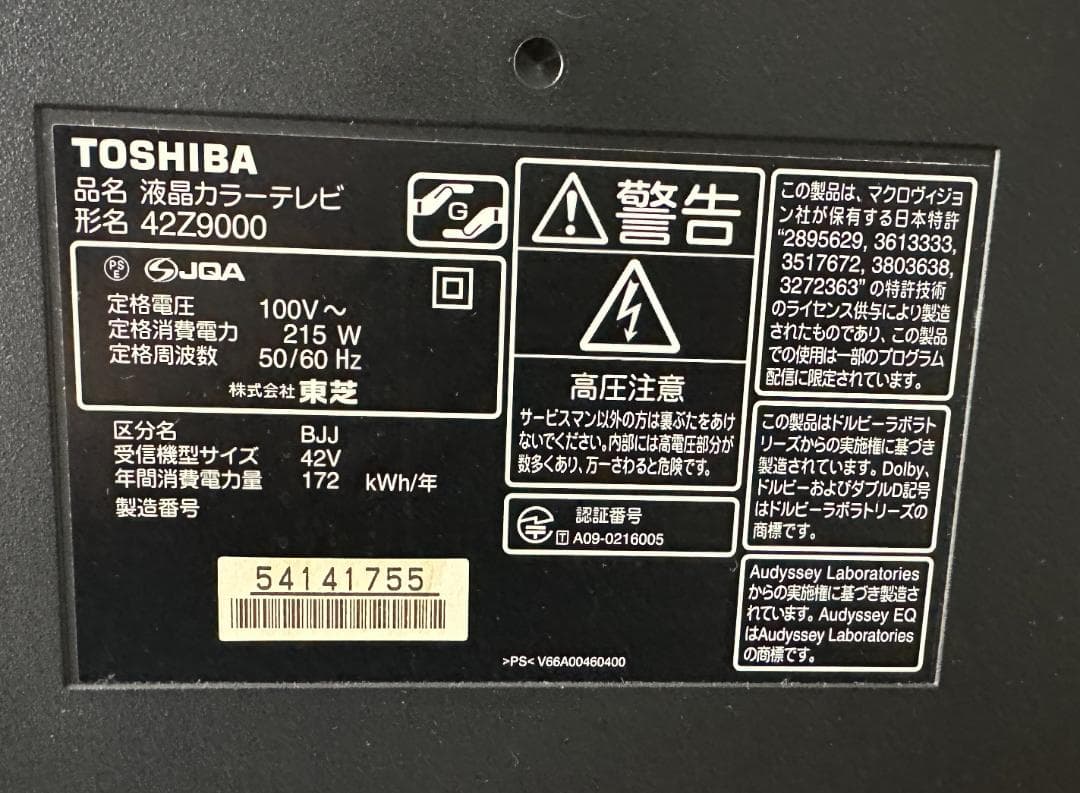 TOSHIBA
品名 液晶カラーテレビ
形名 42Z9000
G
PS
E
JQA
定格電圧 100V～
定格消費電力 215 W
定格周波数 50/60 Hz
株式会社 東芝
区分名 BJJ
受信機型サイズ 42V
年間消費電力量 172 kWh/年
製造番号
54141755
警告
高圧注意
サービスマン以外の方は裏ぶたをあけ
ないでください。内部には高電圧部分が
数多くあり、万一さわると危険です。
認証番号
T A09-0216005
>PS< V66A00460400
この製品は、マクロヴィジョ
ン社が保有する日本特許
“2895629, 3613333,
3517672, 3803638,
3272363”の特許技術
のライセンス供与により製造
されたものであり、この製品
での使用は一部のプログラム
配信に限定されています。
この製品はドルビーラボラト
リーズからの実施権に基づき
製造されています。Dolby、
ドルビーおよびダブルD記号
はドルビーラボラトリーズの
商標です。
Audyssey Laboratories
からの実施権に基づき製造さ
れています。Audyssey EQ
はAudyssey Laboratories
の商標です。